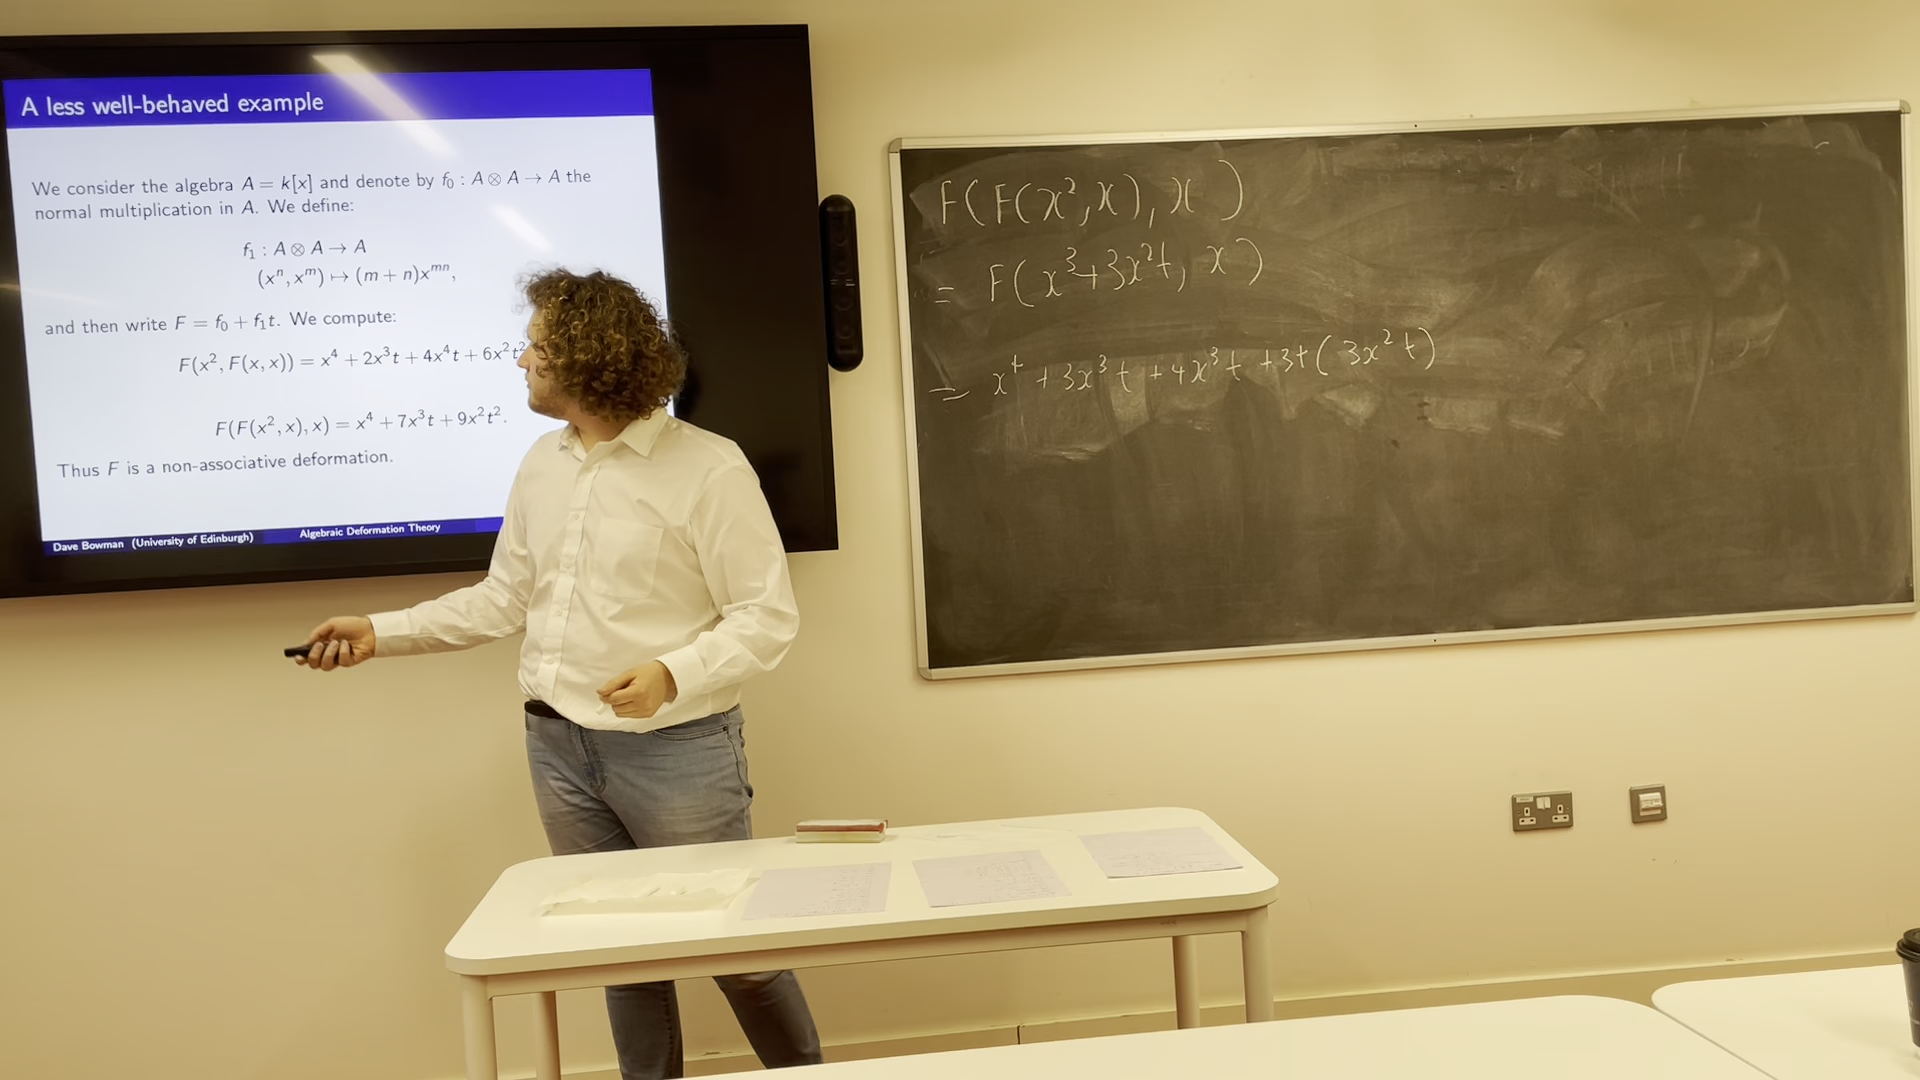 A less well-behaved example
We consider the algebra A = k[x] and denote by f₀ : A ⊗ A → A the
normal multiplication in A. We define:
f₁ : A ⊗ A → A
(xⁿ, xᵐ) ↦ (m + n)xᵐⁿ,
and then write F = f₀ + f₁t. We compute:
F(x², F(x, x)) = x⁴ + 2x³t + 4x⁴t + 6x²t²
F(F(x², x), x) = x⁴ + 7x³t + 9x²t².
Thus F is a non-associative deformation.
Dave Bowman (University of Edinburgh) Algebraic Deformation Theory
F(F(x², x), x)
= F(x³+3x²t, x)
= x⁴ + 3x³t + 4x³t + 3t(3x²t)